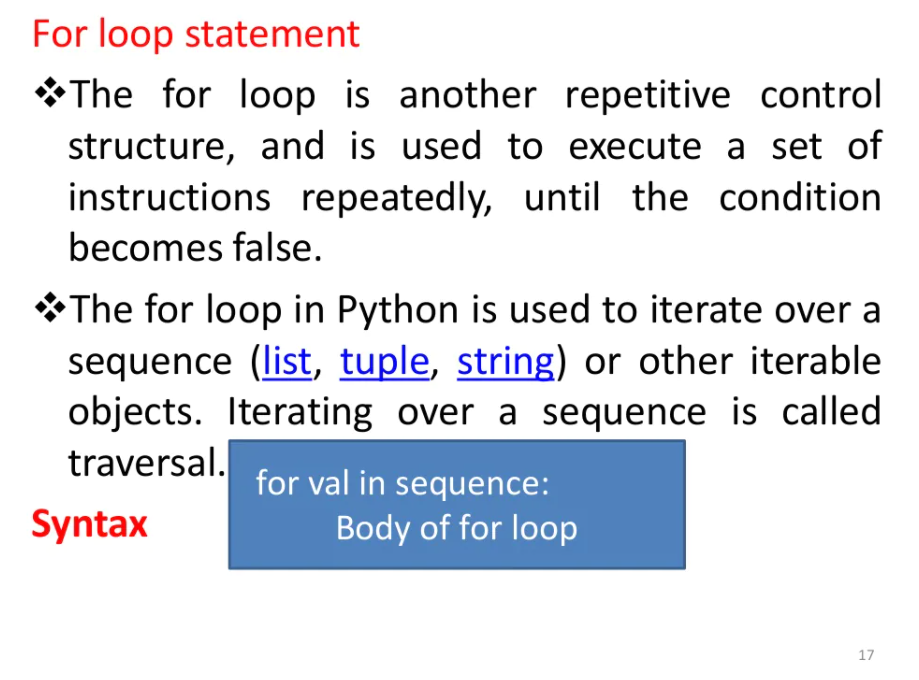 For loop statement
❖The for loop is another repetitive control
structure, and is used to execute a set of
instructions repeatedly, until the condition
becomes false.
❖The for loop in Python is used to iterate over a
sequence (list, tuple, string) or other iterable
objects. Iterating over a sequence is called
traversal.
for val in sequence:
Body of for loop
Syntax
17